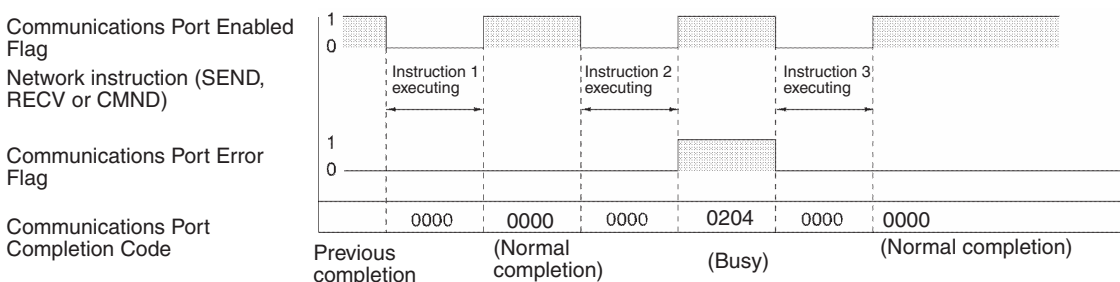 Communications Port Enabled
Flag
1
0
Network instruction (SEND,
RECV or CMND)
Instruction 1
executing
Instruction 2
executing
Instruction 3
executing
Communications Port Error
Flag
1
0
Communications Port
Completion Code
0000
0000
0000
0204
0000
0000
Previous
completion
(Normal
completion)
(Busy)
(Normal completion)